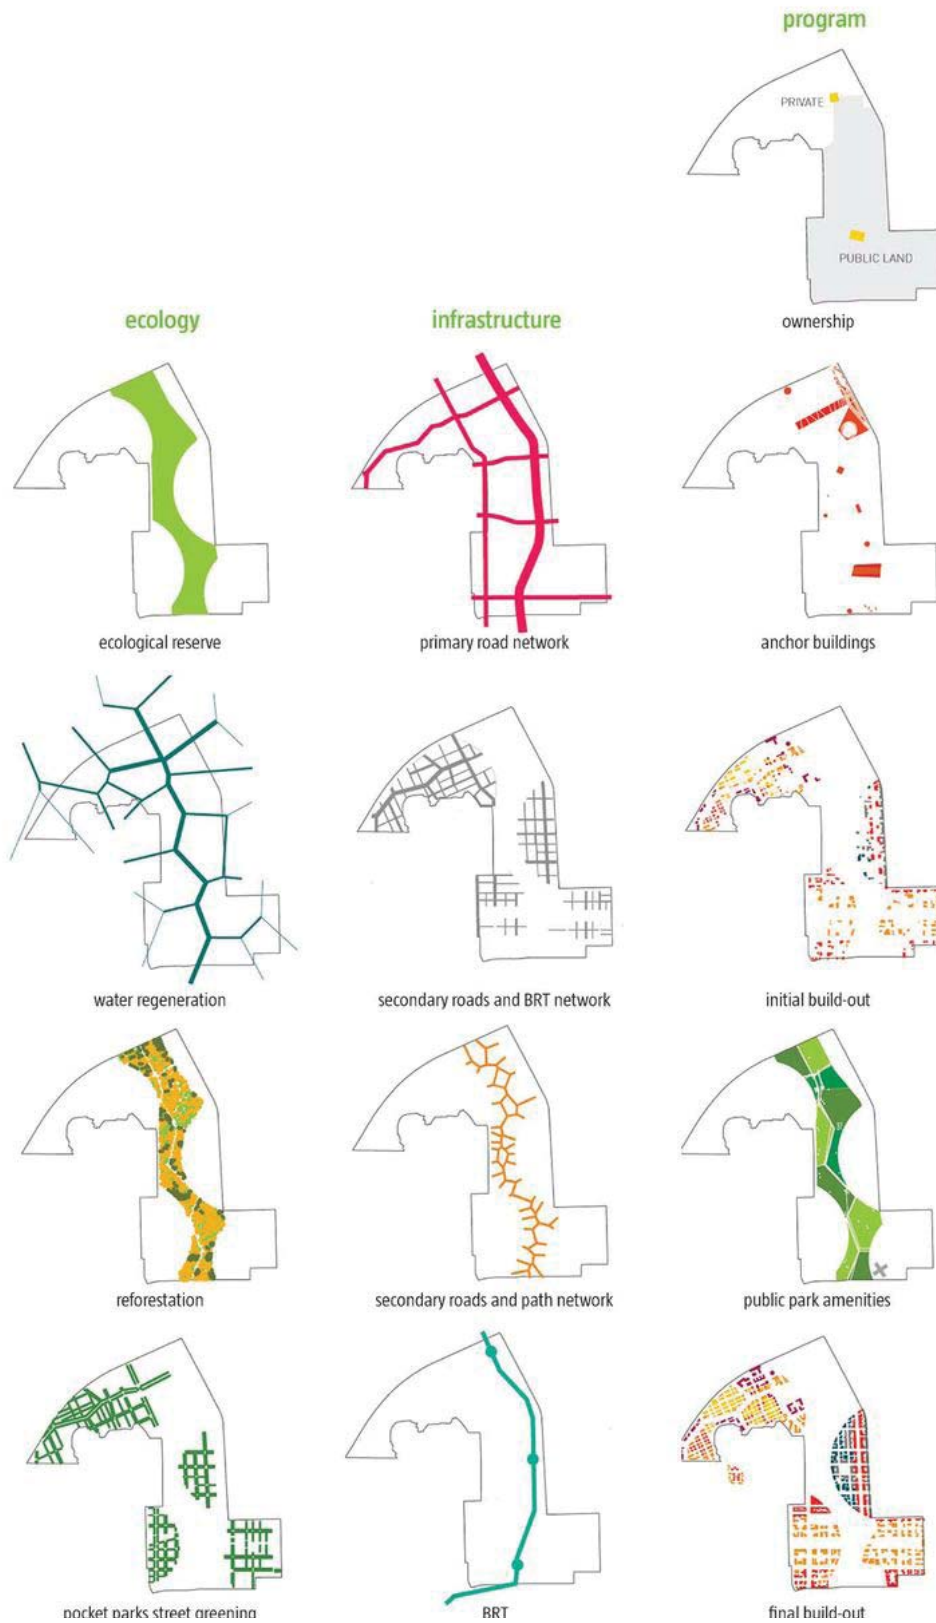 program
PRIVATE
PUBLIC LAND
ownership
ecology
infrastructure
ecological reserve
primary road network
anchor buildings
water regeneration
secondary roads and BRT network
initial build-out
reforestation
secondary roads and path network
public park amenities
pocket parks street greening
BRT
final build-out